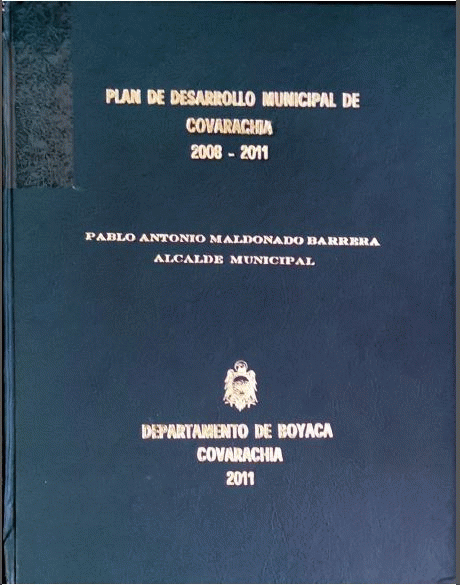 PLAN DE DESARROLLO MUNICIPAL DE
COVARACHIA
2008 - 2011
PABLO ANTONIO MALDONADO BARRERA
ALCALDE MUNICIPAL
DEPARTAMENTO DE BOYACA
COVARACHIA
2011